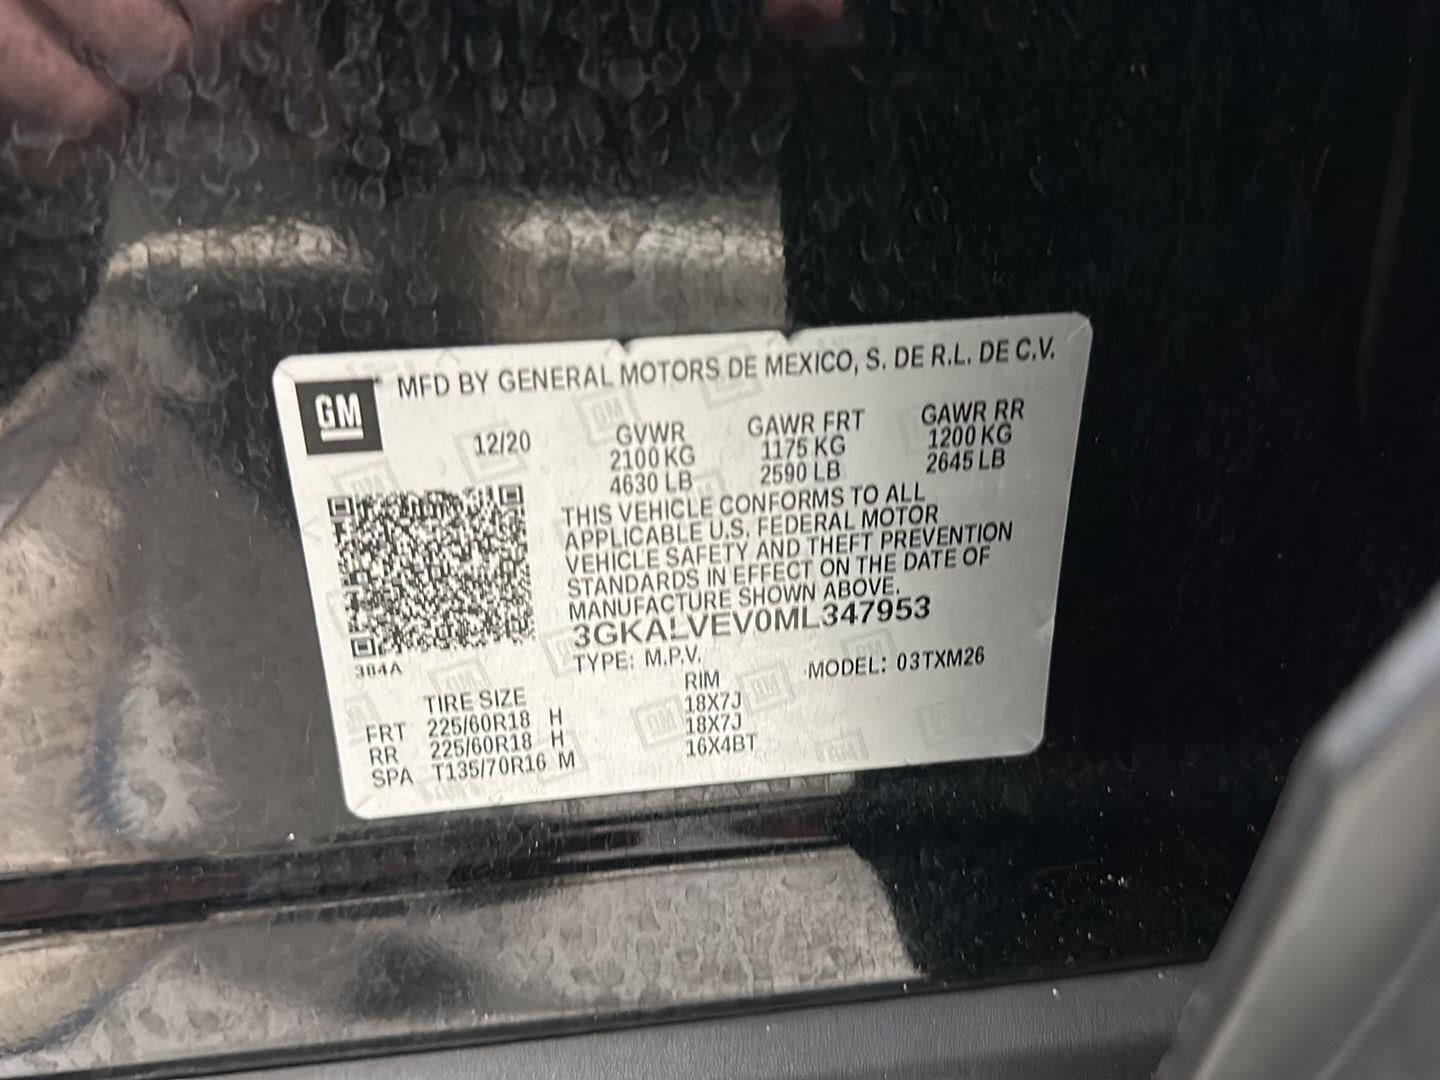 GM
MFD BY GENERAL MOTORS DE MEXICO, S. DE R.L. DE C.V.
12/20
GVWR
2100 KG
4630 LB
GAWR FRT
1175 KG
2590 LB
GAWR RR
1200 KG
2645 LB
THIS VEHICLE CONFORMS TO ALL
APPLICABLE U.S. FEDERAL MOTOR
VEHICLE SAFETY AND THEFT PREVENTION
STANDARDS IN EFFECT ON THE DATE OF
MANUFACTURE SHOWN ABOVE.
3GKALVEV0ML347953
384A
TYPE: M.P.V. MODEL: 03TXM26
TIRE SIZE RIM
FRT 225/60R18 H 18X7J
RR 225/60R18 H 18X7J
SPA T135/70R16 M 16X4BT